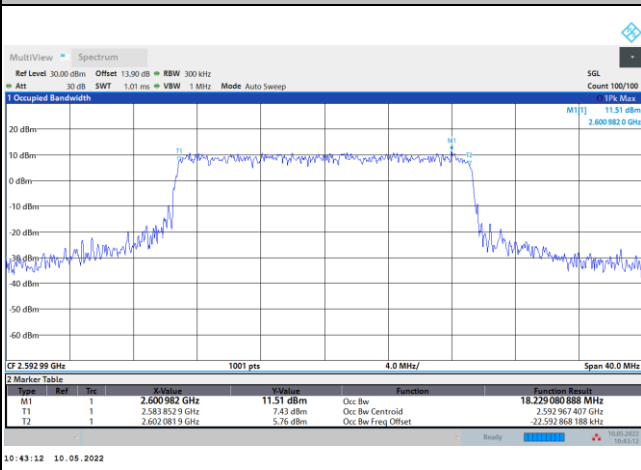 MultiView Spectrum
Ref Level 30.00 dBm Offset 13.90 dB RBW 300 kHz SGL
Att 30 dB SWT 1.01 ms VBW 1 MHz Mode Auto Sweep Count 100/100
1 Occupied Bandwidth 1Pk Max
M1[1] 11.51 dBm
2.600 982 0 GHz
20 dBm
M1
T1
T2
10 dBm
0 dBm
-10 dBm
-20 dBm
-30 dBm
-40 dBm
-50 dBm
-60 dBm
CF 2.592 99 GHz 1001 pts 4.0 MHz/ Span 40.0 MHz
2 Marker Table
Type Ref Trc X-Value Y-Value Function Function Result
M1 1 2.600 982 GHz 11.51 dBm Occ Bw 18.229 080 888 MHz
T1 1 2.583 852 9 GHz 7.43 dBm Occ Bw Centroid 2.592 967 407 GHz
T2 1 2.602 081 9 GHz 5.76 dBm Occ Bw Freq Offset -22.592 868 188 kHz
Ready 10.05.2022
10:43:12
10:43:12 10.05.2022